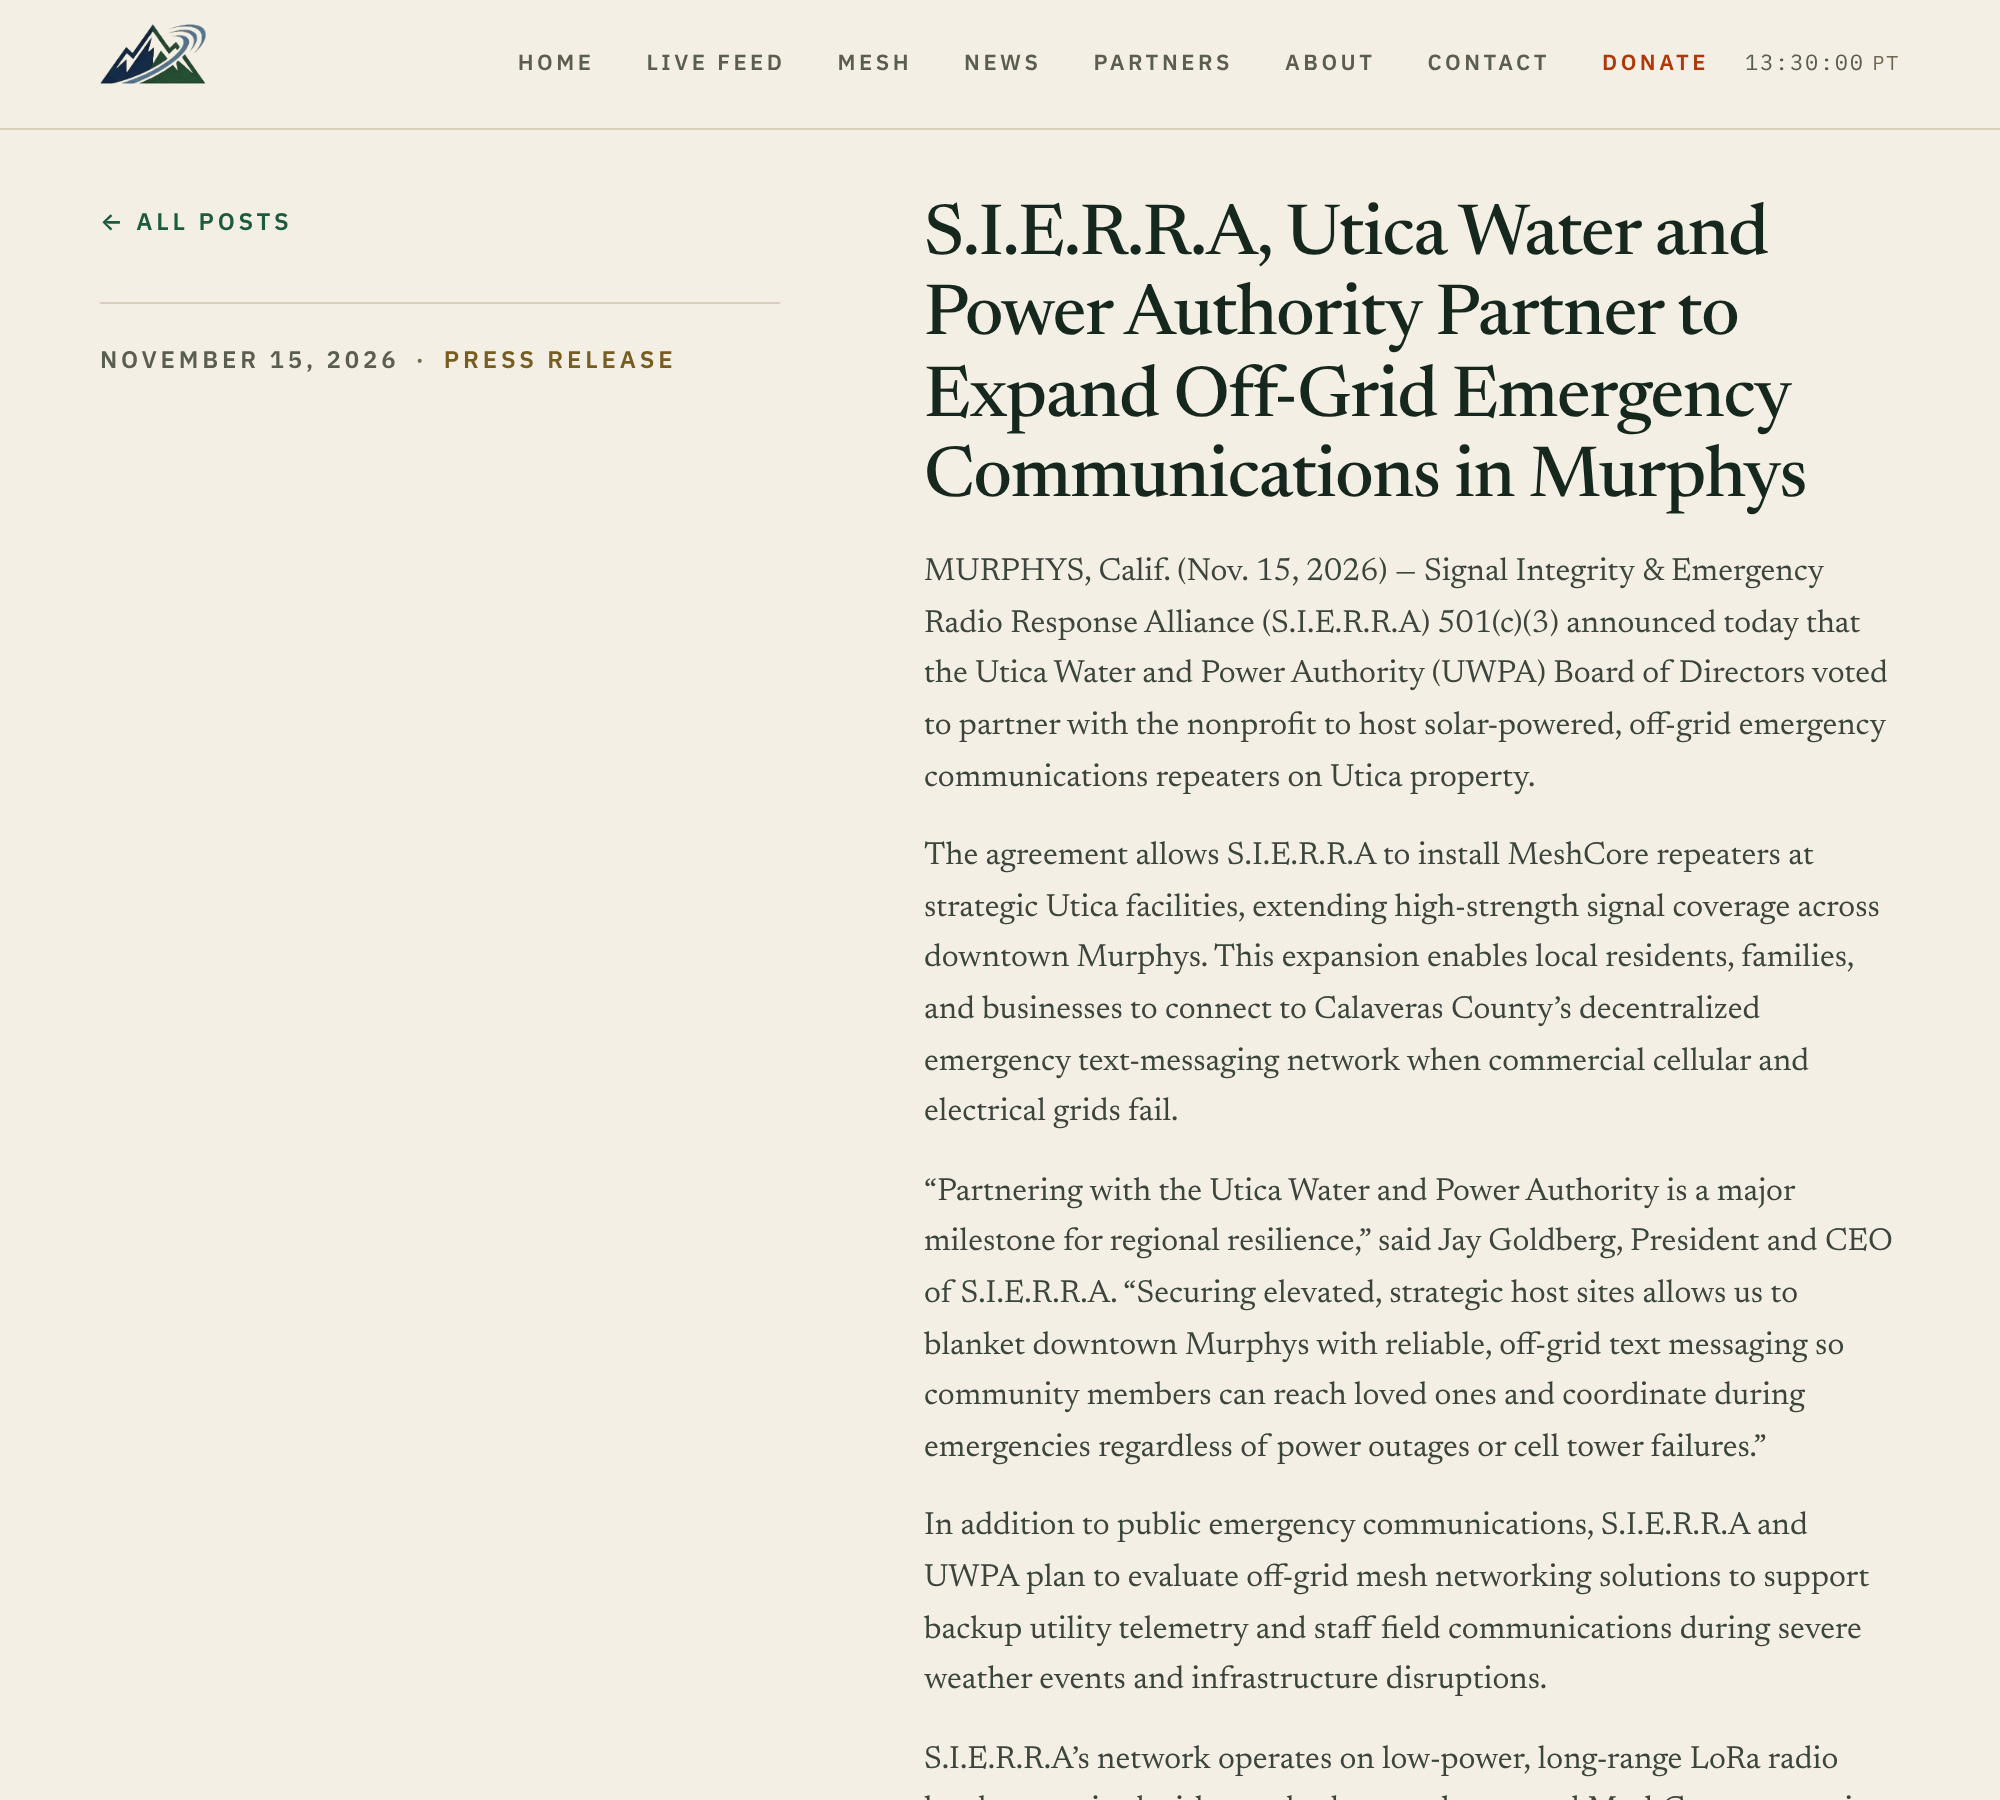 HOME LIVE FEED MESH NEWS PARTNERS ABOUT CONTACT DONATE 13:30:00 PT
← ALL POSTS
NOVEMBER 15, 2026 · PRESS RELEASE
S.I.E.R.R.A, Utica Water and
Power Authority Partner to
Expand Off-Grid Emergency
Communications in Murphys
MURPHYS, Calif. (Nov. 15, 2026) — Signal Integrity & Emergency
Radio Response Alliance (S.I.E.R.R.A) 501(c)(3) announced today that
the Utica Water and Power Authority (UWPA) Board of Directors voted
to partner with the nonprofit to host solar-powered, off-grid emergency
communications repeaters on Utica property.
The agreement allows S.I.E.R.R.A to install MeshCore repeaters at
strategic Utica facilities, extending high-strength signal coverage across
downtown Murphys. This expansion enables local residents, families,
and businesses to connect to Calaveras County’s decentralized
emergency text-messaging network when commercial cellular and
electrical grids fail.
“Partnering with the Utica Water and Power Authority is a major
milestone for regional resilience,” said Jay Goldberg, President and CEO
of S.I.E.R.R.A. “Securing elevated, strategic host sites allows us to
blanket downtown Murphys with reliable, off-grid text messaging so
community members can reach loved ones and coordinate during
emergencies regardless of power outages or cell tower failures.”
In addition to public emergency communications, S.I.E.R.R.A and
UWPA plan to evaluate off-grid mesh networking solutions to support
backup utility telemetry and staff field communications during severe
weather events and infrastructure disruptions.
S.I.E.R.R.A’s network operates on low-power, long-range LoRa radio